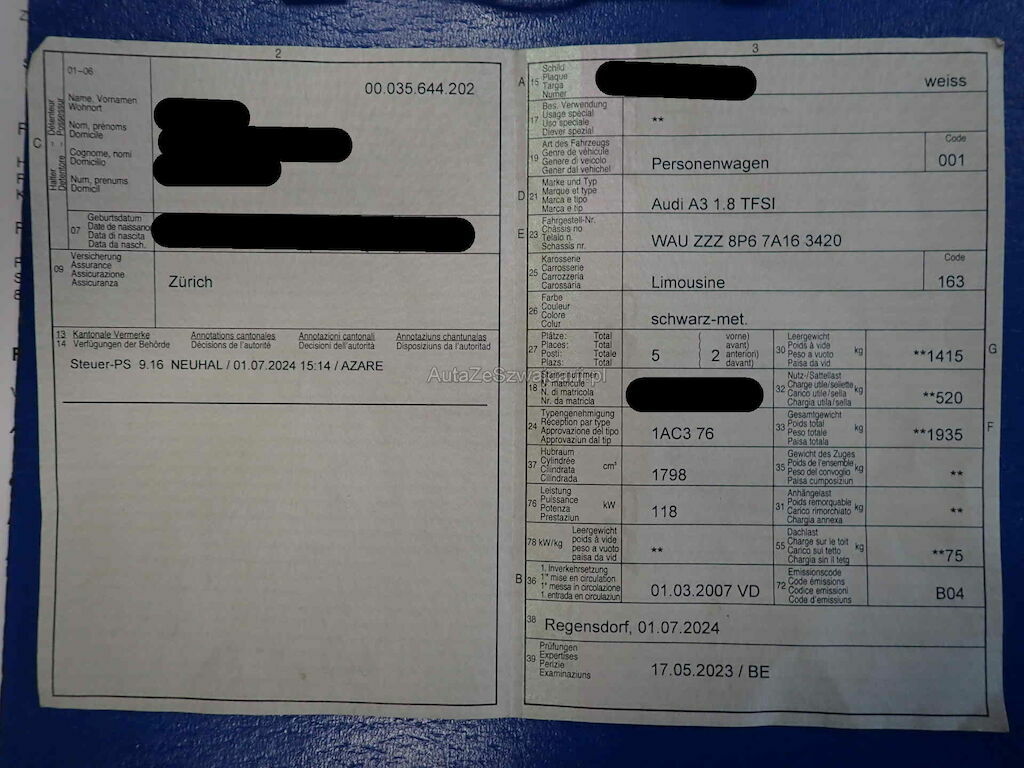 2
01-06
00.035.644.202
C
Halter - Détenteur
Detentore - Possessur
Name, Vornamen
Wohnort
Nom, prénoms
Domicile
Cognome, nomi
Domicilio
Num, prenums
Domicil
07
Geburtsdatum
Date de naissance
Data di nascita
Data da nasch.
09
Versicherung
Assurance
Assicurazione
Assicuranza
Zürich
13 Kantonale Vermerke Annotations cantonales Annotazioni cantonali Annotaziuns chantunalas
14 Verfügungen der Behörde Décisions de l'autorité Decisioni dell'autorità Disposiziuns da l'autoritad
Steuer-PS 9.16 NEUHAL / 01.07.2024 15:14 / AZARE
AutaZeSzwajcarii.pl
3
A 15
Schild
Plaque
Targa
Numer
weiss
17
Bes. Verwendung
Usage spécial
Uso speciale
Diever spezial
**
19
Art des Fahrzeugs
Genre de véhicule
Genere di veicolo
Gener dal vehichel
Personenwagen
Code
001
D 21
Marke und Typ
Marque et type
Marca e tipo
Marca e tip
Audi A3 1.8 TFSI
E 23
Fahrgestell-Nr.
Châssis no
Telaio n.
Schassis nr.
WAU ZZZ 8P6 7A16 3420
25
Karosserie
Carrosserie
Carrozzeria
Carossaria
Limousine
Code
163
26
Farbe
Couleur
Colore
Colur
schwarz-met.
27
Plätze: Total
Places: Totale
Posti: Totale
Plazs: Totale
5
vorne)
avant)
( 2 anteriori)
davant)
30
Leergewicht
Poids à vide
Peso a vuoto
Paisa da vid
kg
**1415
G
18
Stammnummer
N° matricule
N. di matricola
Nr. da matricla
32
Nutz-/Sattellast
Charge utile/sellette
Carico utile/sella
Chargia utila/sella
kg
**520
24
Typengenehmigung
Réception par type
Approvazione del tipo
Approvaziun dal tip
1AC3 76
33
Gesamtgewicht
Poids total
Peso totale
Paisa totala
kg
**1935
F
37
Hubraum
Cylindrée
Cilindrata
Cilindrada
cm³
1798
35
Gewicht des Zuges
Poids de l'ensemble
Peso del convoglio
Paisa cumposiziun
kg
**
76
Leistung
Puissance
Potenza
Prestaziun
kW
118
31
Anhängelast
Poids remorquable
Carico rimorchiato
Chargia annexa
kg
**
78 kW/kg
Leergewicht
poids à vide
peso a vuoto
paisa da vid
**
55
Dachlast
Charge sur le toit
Carico sul tetto
Chargia sin il tetg
kg
**75
B 36
1. Inverkehrsetzung
1re mise en circulation
1a messa in circolazione
1. entrada en circulaziun
01.03.2007 VD
72
Emissionscode
Code émissions
Codice emissioni
Code d'emissiuns
B04
38
Regensdorf, 01.07.2024
39
Prüfungen
Expertises
Perizie
Examinaziuns
17.05.2023 / BE